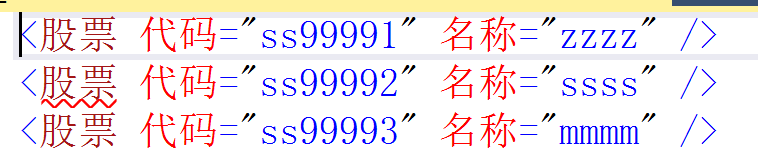 <股票 代码="ss99991" 名称="zzzz" />
<股票 代码="ss99992" 名称="ssss" />
<股票 代码="ss99993" 名称="mmmm" />